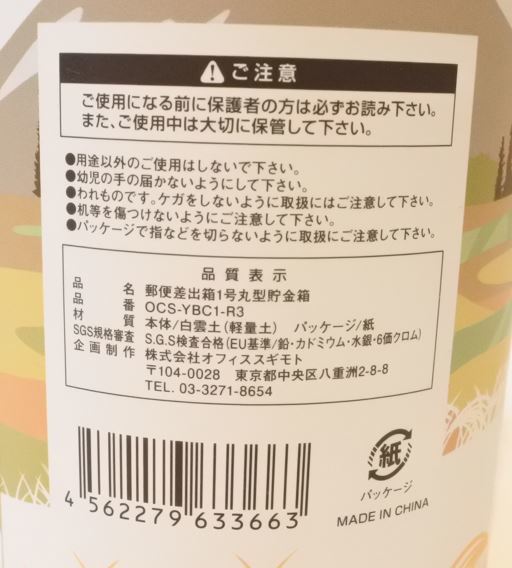 ご注意
ご使用になる前に保護者の方は必ずお読み下さい。
また、ご使用中は大切に保管して下さい。
●用途以外のご使用はしないで下さい。
●幼児の手の届かないようにして下さい。
●われものです。ケガをしないように取扱にはご注意して下さい。
●机等を傷つけないようにご注意して下さい。
●パッケージで指などを切らないように取扱にご注意して下さい。
品質表示
品名 郵便差出箱1号丸型貯金箱
品番 OCS-YBC1-R3
材質 本体/白雲土(軽量土) パッケージ/紙
SGS規格審査 S.G.S検査合格(EU基準/鉛・カドミウム・水銀・6価クロム)
企画制作 株式会社オフィススギモト
〒104-0028 東京都中央区八重洲2-8-8
TEL. 03-3271-8654
4 562279 633663
紙
パッケージ
MADE IN CHINA